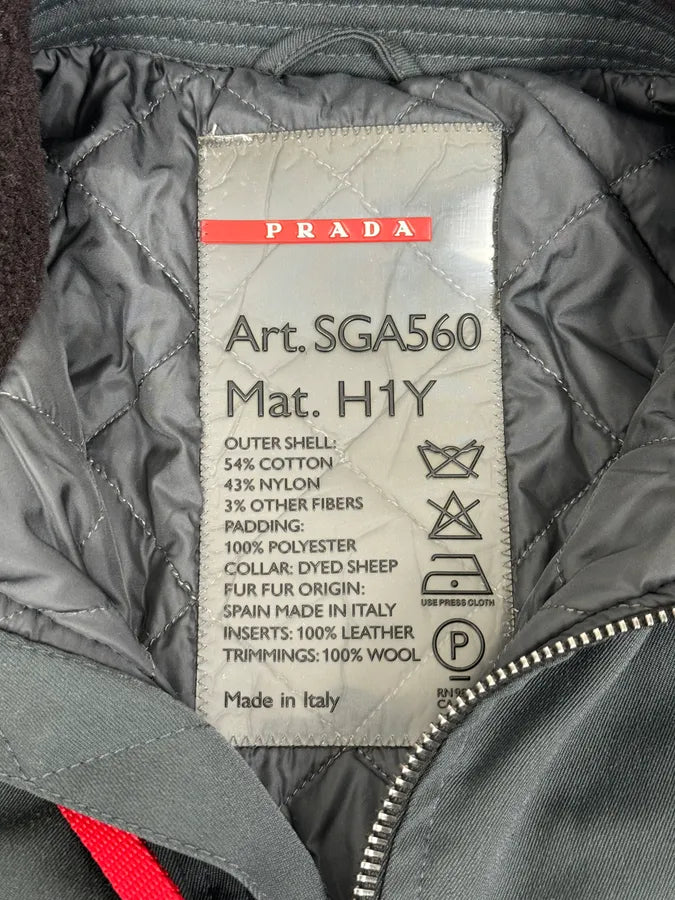 PRADA
Art. SGA560
Mat. H1Y
OUTER SHELL:
54% COTTON
43% NYLON
3% OTHER FIBERS
PADDING:
100% POLYESTER
COLLAR: DYED SHEEP
FUR FUR ORIGIN:
SPAIN MADE IN ITALY
INSERTS: 100% LEATHER
TRIMMINGS: 100% WOOL
Made in Italy
USE PRESS CLOTH
P